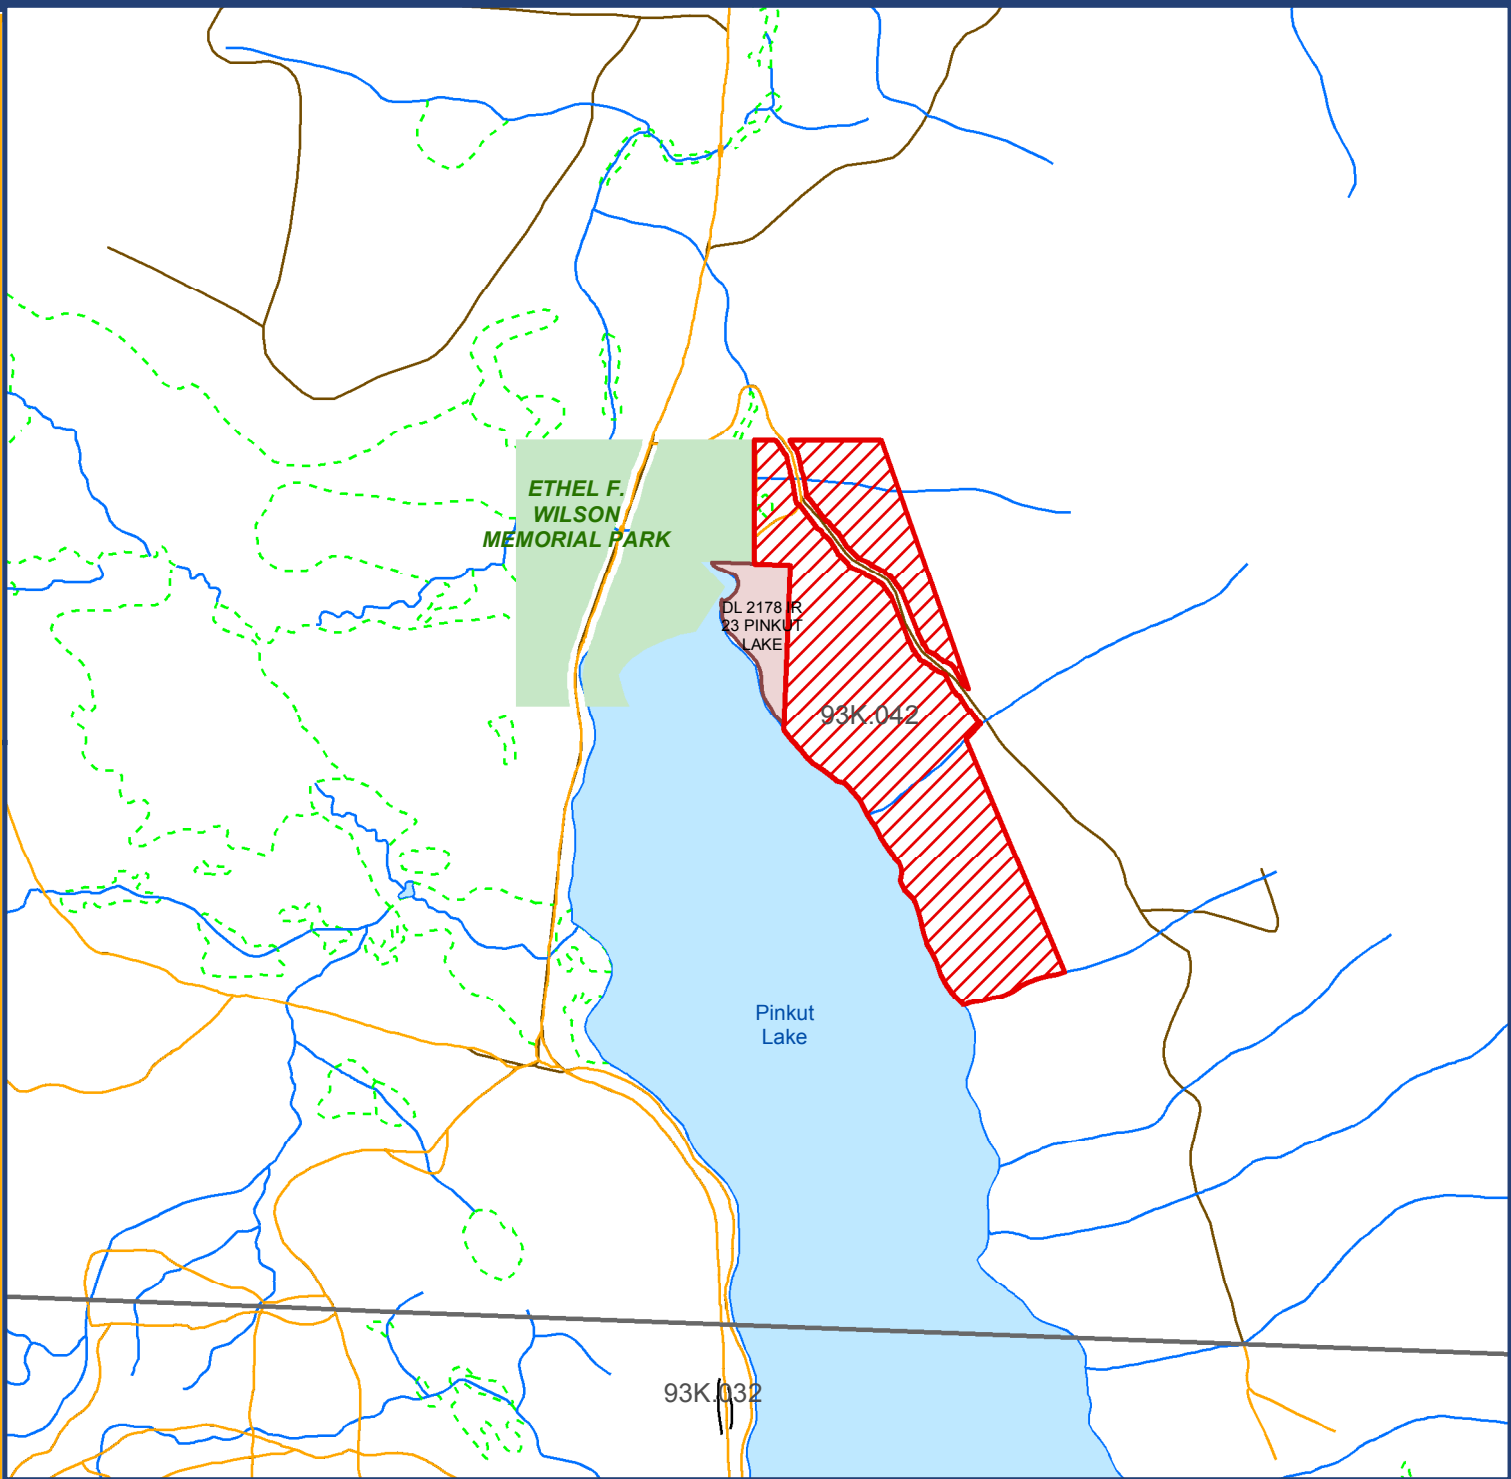 ETHEL F.
WILSON
MEMORIAL PARK
DL 2178 IR
23 PINKUT
LAKE
93K.042
Pinkut
Lake
93K.032